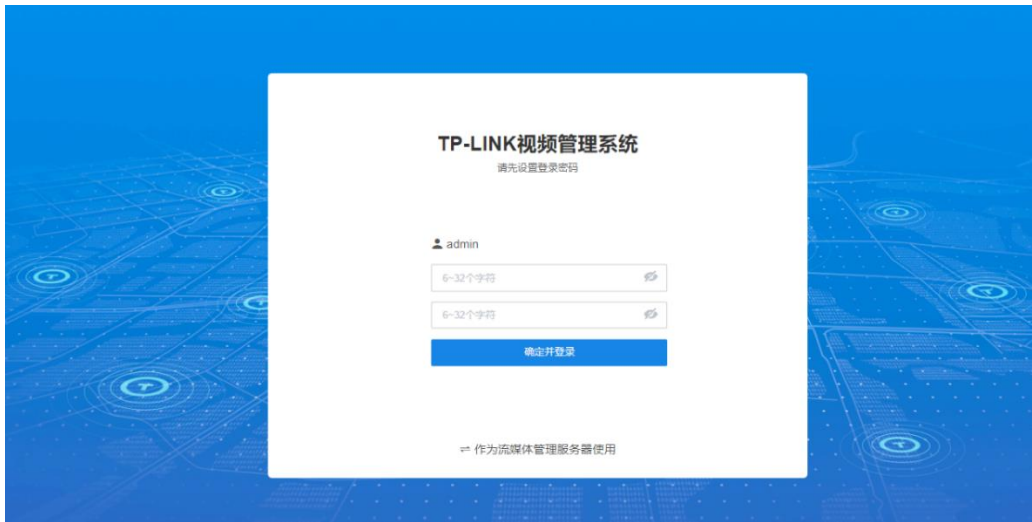 TP-LINK视频管理系统
请先设置登录密码
admin
6~32个字符
6~32个字符
确定并登录
作为流媒体管理服务器使用